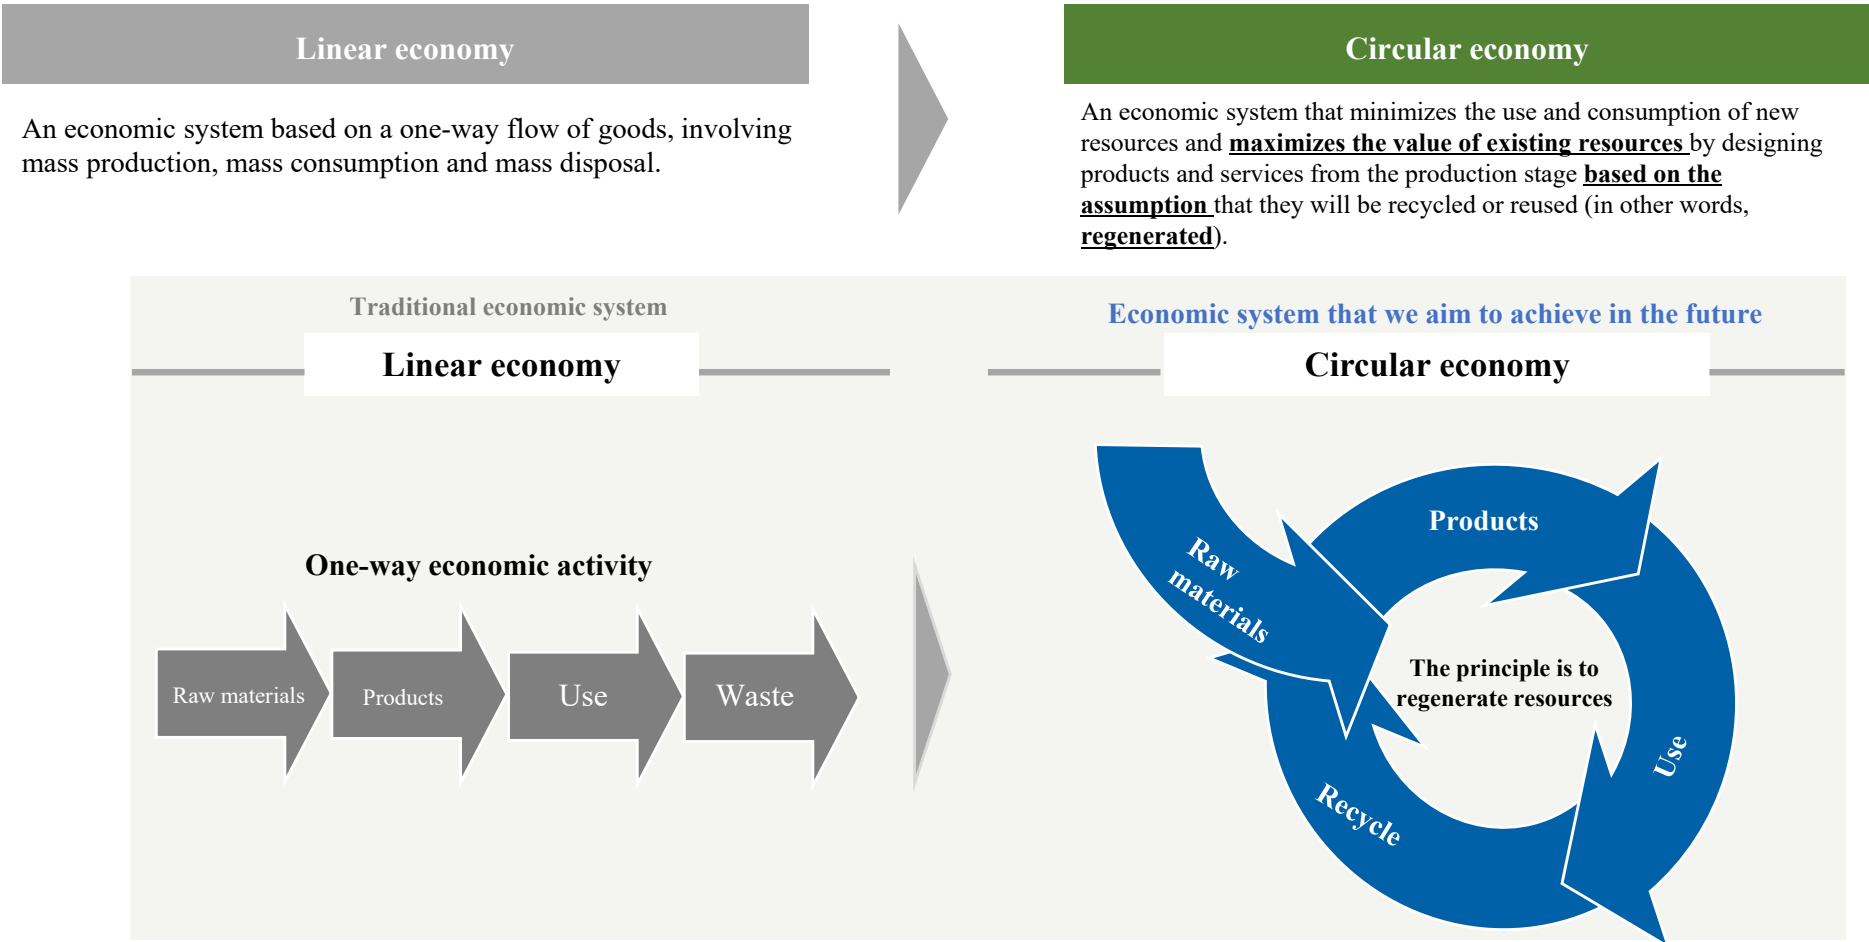 Linear economy
Circular economy
An economic system based on a one-way flow of goods, involving
mass production, mass consumption and mass disposal.
An economic system that minimizes the use and consumption of new
resources and maximizes the value of existing resources by designing
products and services from the production stage based on the
assumption that they will be recycled or reused (in other words,
regenerated).
Traditional economic system
Linear economy
One-way economic activity
Raw materials
Products
Use
Waste
Economic system that we aim to achieve in the future
Circular economy
Raw
materials
Products
Use
Recycle
The principle is to
regenerate resources